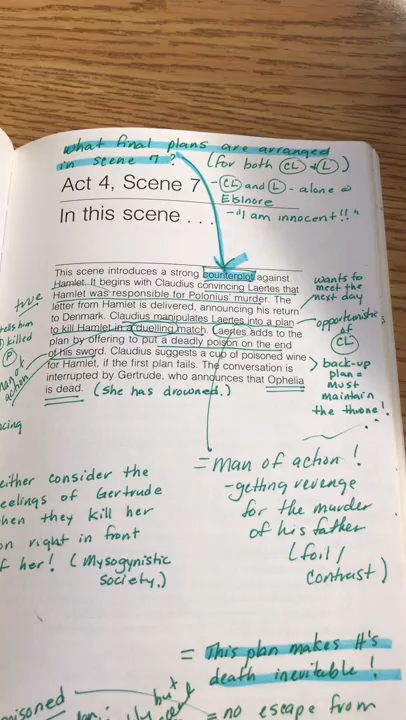 what final plans are arranged
in scene 7? (for both CL + L)
Act 4, Scene 7
- CL and L - alone @
Elsinore
In this scene . . .
- "I am innocent!!"
This scene introduces a strong counterplot against
Hamlet. It begins with Claudius convincing Laertes that
Hamlet was responsible for Polonius' murder. The
letter from Hamlet is delivered, announcing his return
to Denmark. Claudius manipulates Laertes into a plan
to kill Hamlet in a duelling match. Laertes adds to the
plan by offering to put a deadly poison on the end
of his sword. Claudius suggests a cup of poisoned wine
for Hamlet, if the first plan fails. The conversation is
interrupted by Gertrude, who announces that Ophelia
is dead. (She has drowned.)
wants to
meet the
next day
opportunistic
of
CL
back-up
plan =
must
maintain
the throne!
true
tells him
killed
P
man of
action
= man of action!
- getting revenge
for the murder
of his father
(foil/
contrast)
either consider the
feelings of Gertrude
when they kill her
on right in front
of her! (Mysogynistic
society.)
= This plan makes H's
death inevitable!
= no escape from
poisoned
but